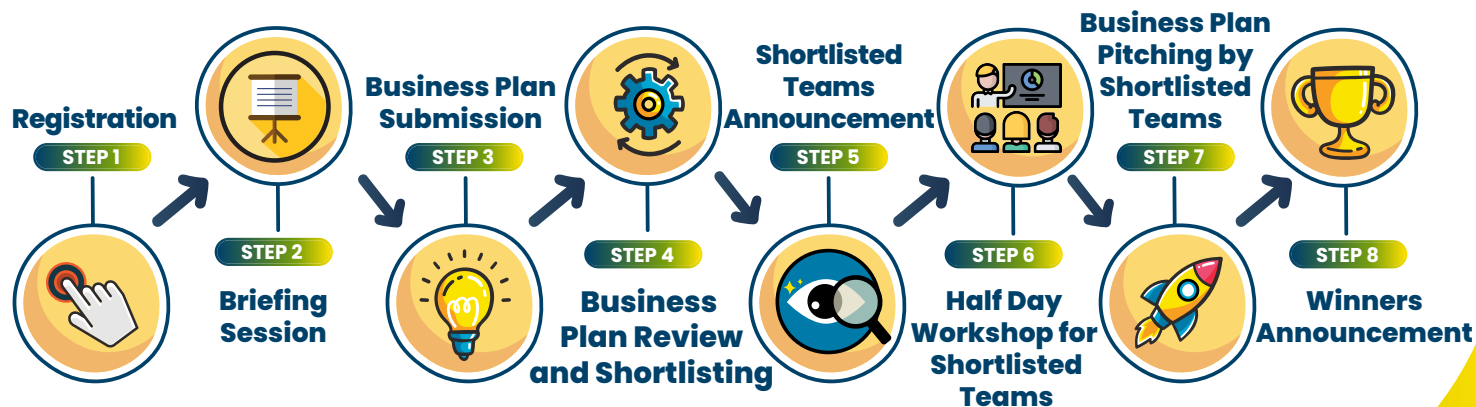 Registration
STEP 1
STEP 2
Briefing
Session
Business Plan
Submission
STEP 3
STEP 4
Business
Plan Review
and Shortlisting
Shortlisted
Teams
Announcement
STEP 5
STEP 6
Half Day
Workshop for
Shortlisted
Teams
Business Plan
Pitching by
Shortlisted
Teams
STEP 7
STEP 8
Winners
Announcement